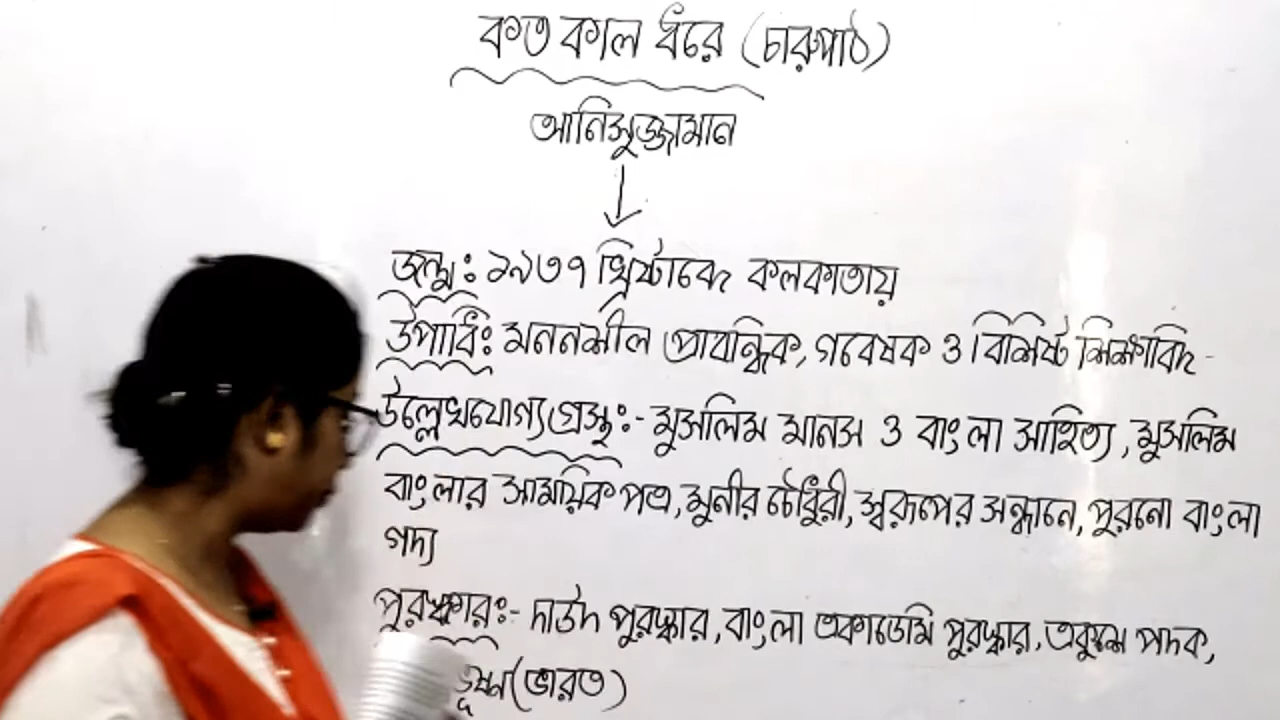 কত কাল ধরে (চারুপাঠ)
আনিসুজ্জামান
জন্ম: ১৯৩৭ খ্রিষ্টাব্দে কলকাতায়
উপাধি: মননশীল প্রাবন্ধিক, গবেষক ও বিশিষ্ট শিক্ষাবিদ -
উল্লেখযোগ্য গ্রন্থ:- মুসলিম মানস ও বাংলা সাহিত্য, মুসলিম
বাংলার সাময়িক পত্র, মুনীর চৌধুরী, স্বরূপের সন্ধানে, পুরনো বাংলা
গদ্য
পুরস্কার:- দাউদ পুরস্কার, বাংলা একাডেমি পুরস্কার, একুশে পদক,
ভূষণ (ভারত)